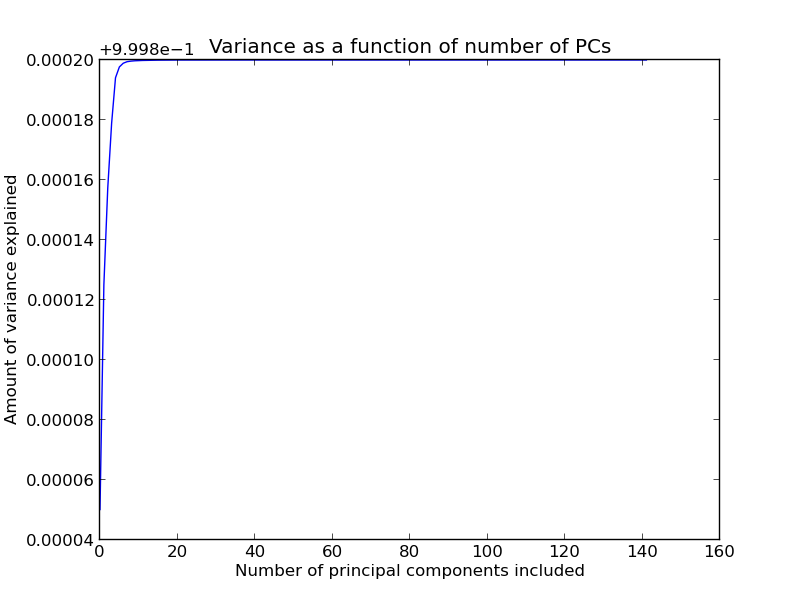 +9.998e−1 Variance as a function of number of PCs
0.00020
0.00018
0.00016
0.00014
0.00012
0.00010
0.00008
0.00006
0.00004
Amount of variance explained
0 20 40 60 80 100 120 140 160
Number of principal components included